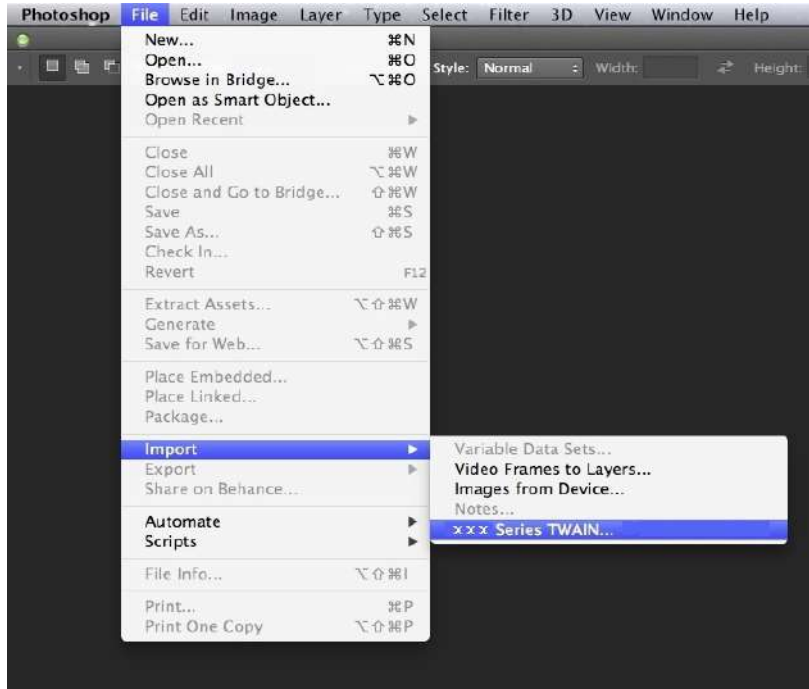 Photoshop File Edit Image Layer Type Select Filter 3D View Window Help
Style: Normal Width: Height:
New... ⌘N
Open... ⌘O
Browse in Bridge... ⌥⌘O
Open as Smart Object...
Open Recent
Close ⌘W
Close All ⌥⌘W
Close and Go to Bridge... ⇧⌘W
Save ⌘S
Save As... ⇧⌘S
Check In...
Revert F12
Extract Assets... ⌥⇧⌘W
Generate
Save for Web... ⌥⇧⌘S
Place Embedded...
Place Linked...
Package...
Import
Export
Share on Behance...
Automate
Scripts
File Info... ⌥⇧⌘I
Print... ⌘P
Print One Copy ⌥⇧⌘P
Variable Data Sets...
Video Frames to Layers...
Images from Device...
Notes...
x x x Series TWAIN...